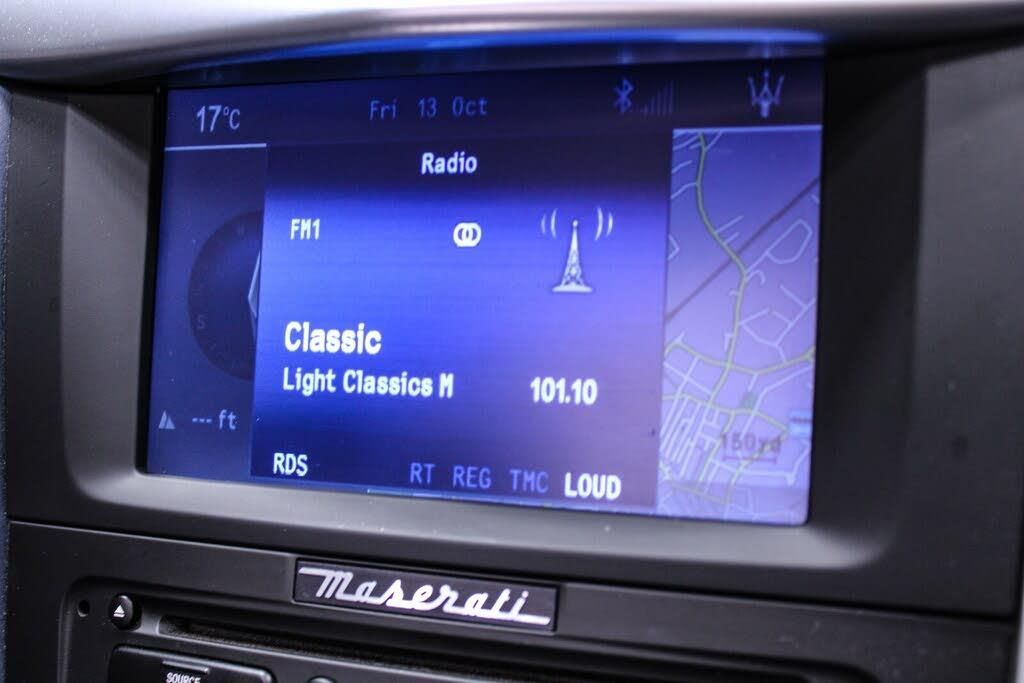 17°C
Fri 13 Oct
Radio
FM1
Classic
Light Classics M
101.10
S
--- ft
150yd
RDS
RT REG TMC LOUD
Maserati
SOURCE